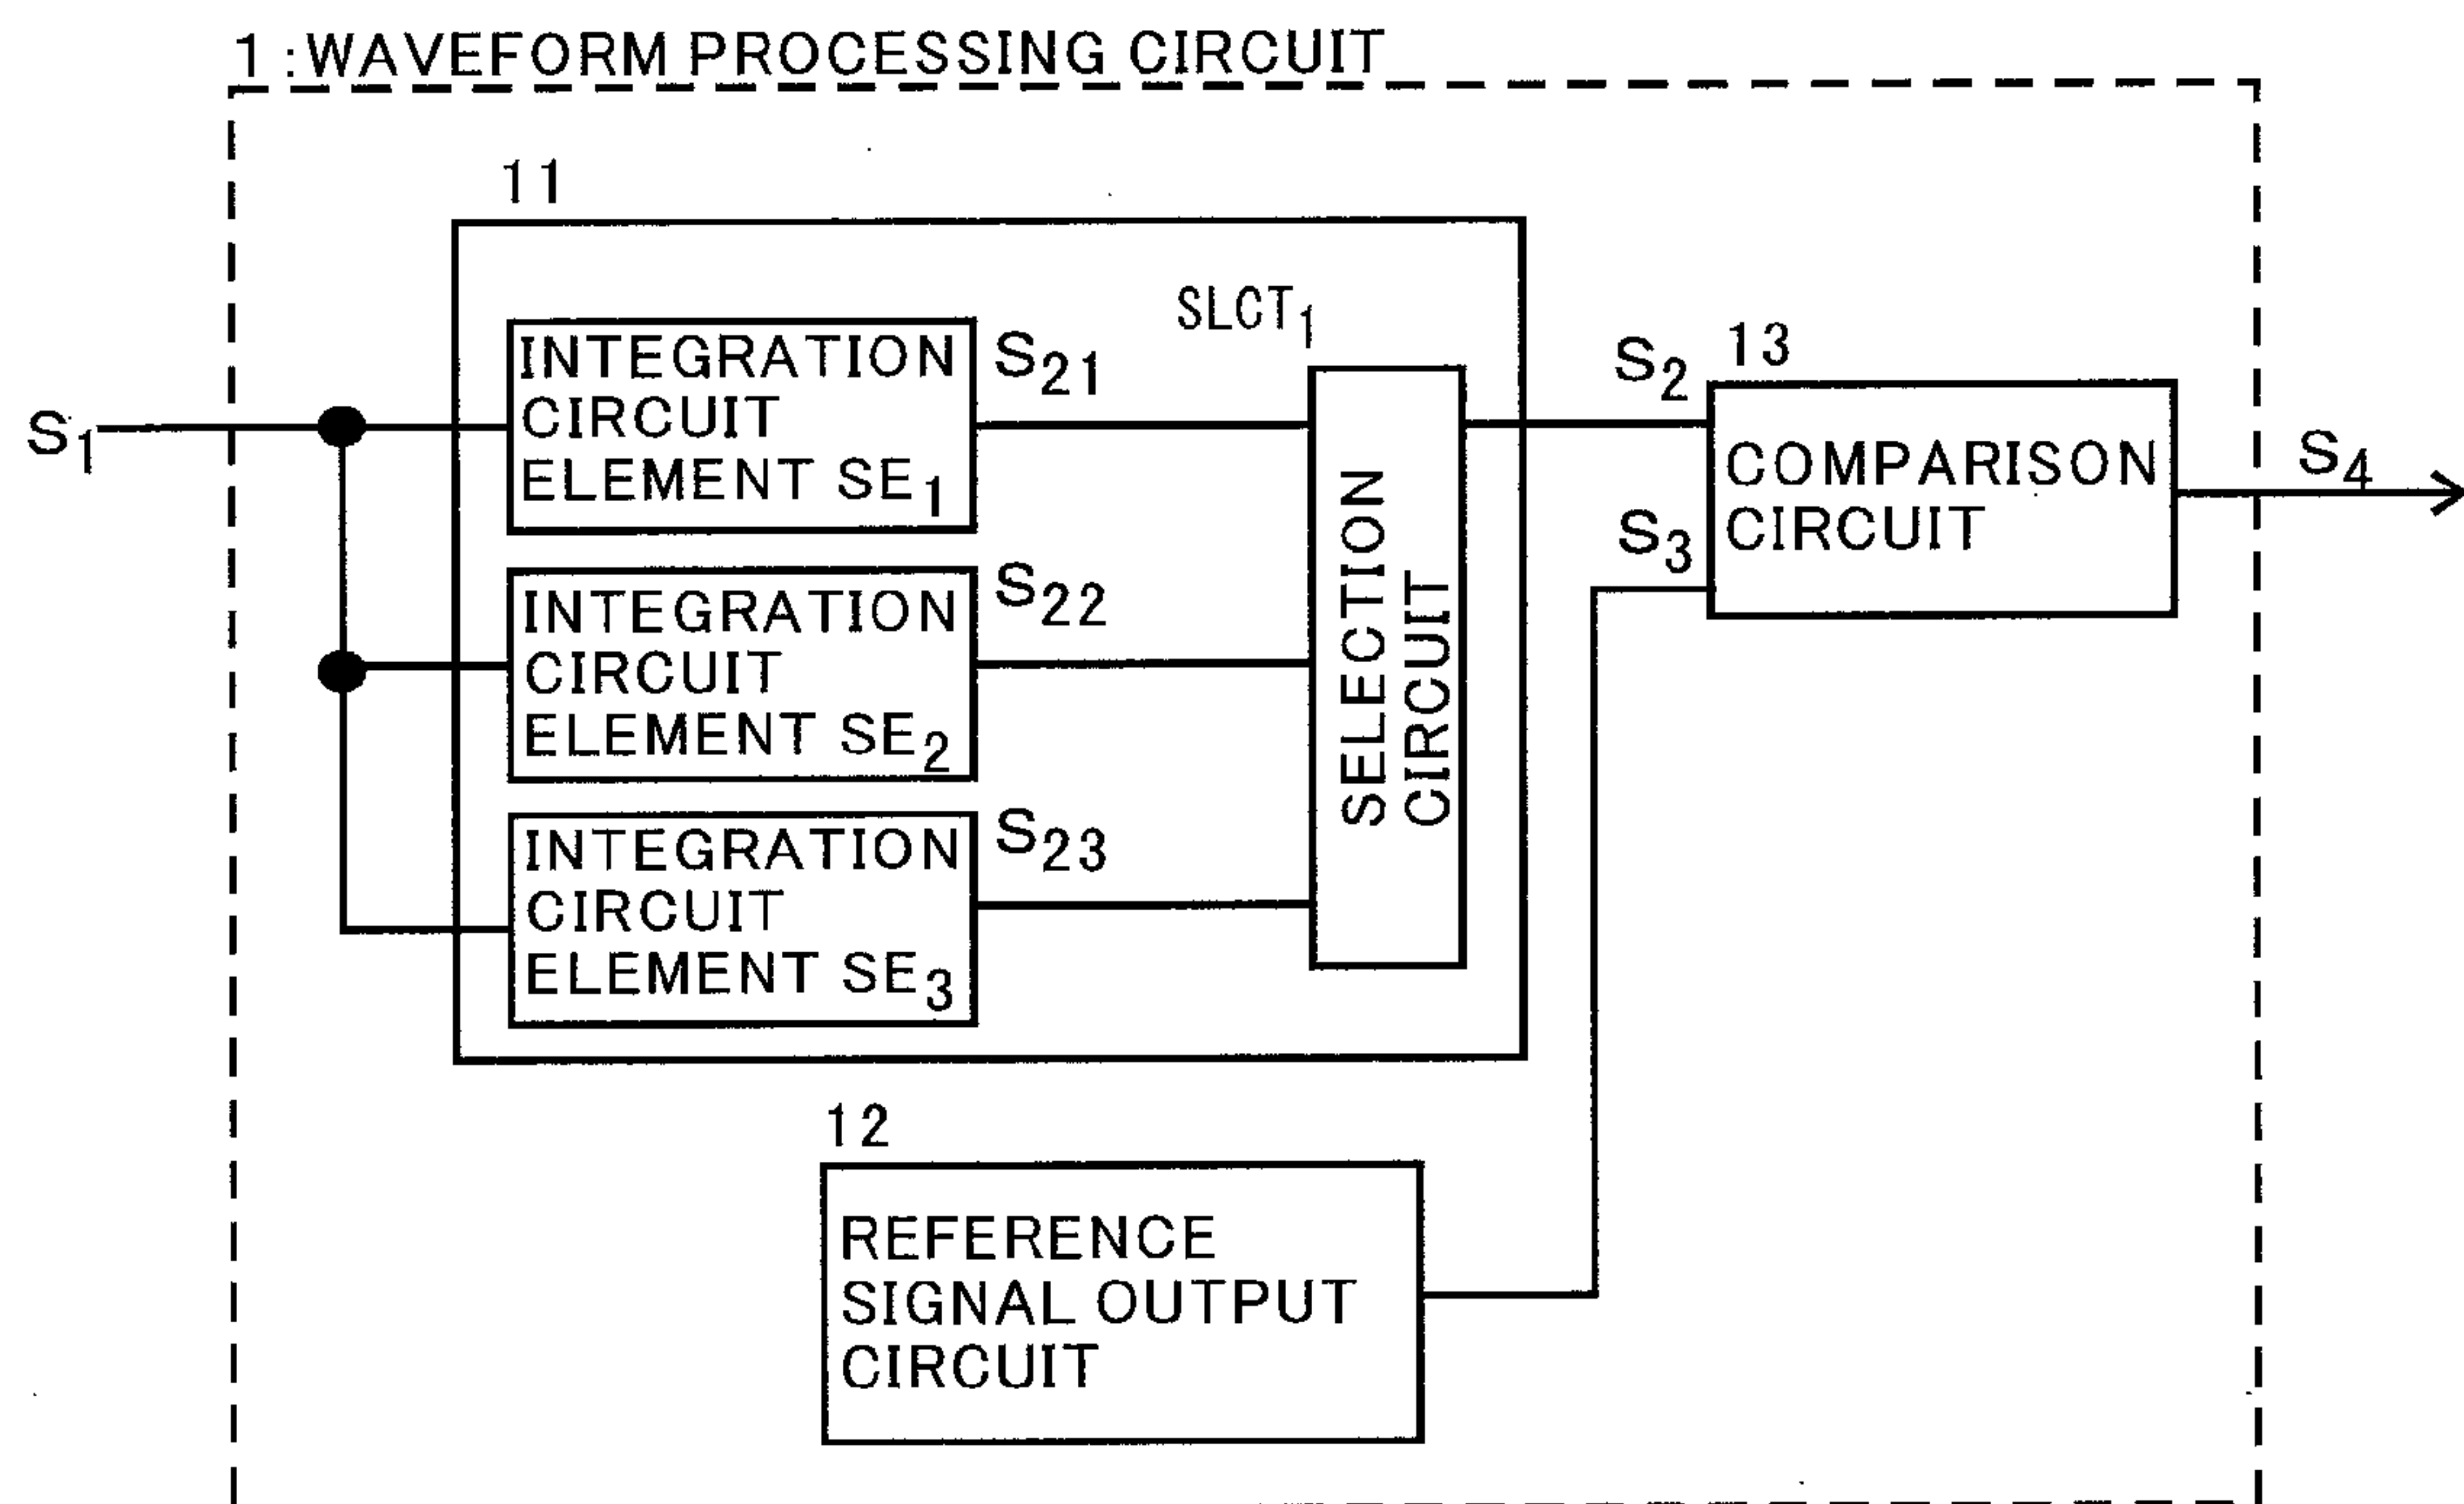 1:WAVEFORM PROCESSING CIRCUIT
11
SLCT₁
S₁
INTEGRATION
CIRCUIT
ELEMENT SE₁
S₂₁
S₂
13
COMPARISON
CIRCUIT
S₄
S₃
INTEGRATION
CIRCUIT
ELEMENT SE₂
S₂₂
SELECTION
CIRCUIT
INTEGRATION
CIRCUIT
ELEMENT SE₃
S₂₃
12
REFERENCE
SIGNAL OUTPUT
CIRCUIT